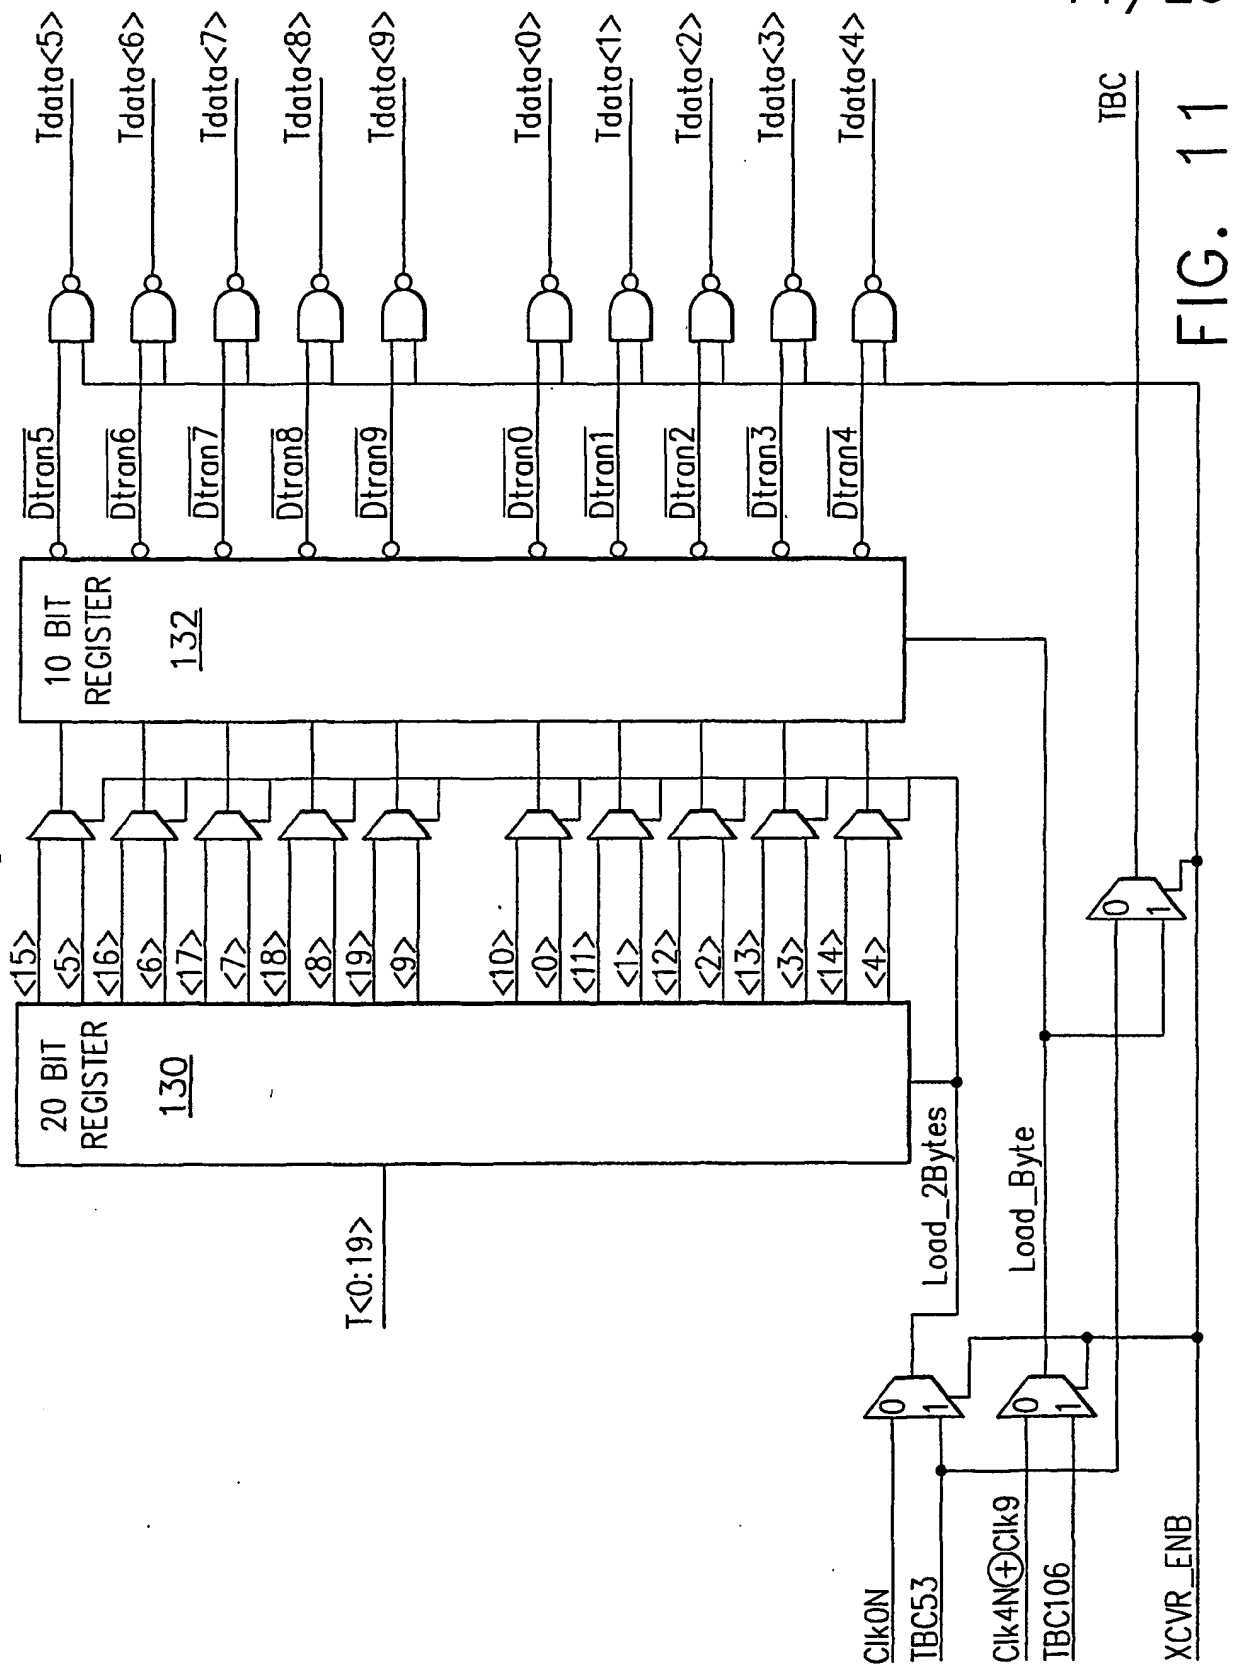 Tdata<5>
Tdata<6>
Tdata<7>
Tdata<8>
Tdata<9>
Tdata<0>
Tdata<1>
Tdata<2>
Tdata<3>
Tdata<4>
TBC
FIG. 11
Dtran5
Dtran6
Dtran7
Dtran8
Dtran9
Dtran0
Dtran1
Dtran2
Dtran3
Dtran4
10 BIT
REGISTER
132
<15>
<5>
<16>
<6>
<17>
<7>
<18>
<8>
<19>
<9>
<10>
<0>
<11>
<1>
<12>
<2>
<13>
<3>
<14>
<4>
0
1
20 BIT
REGISTER
130
T<0:19>
Load_2Bytes
Load_Byte
0
1
0
1
Clk0N
TBC53
Clk4N⊕Clk9
TBC106
XCVR_ENB